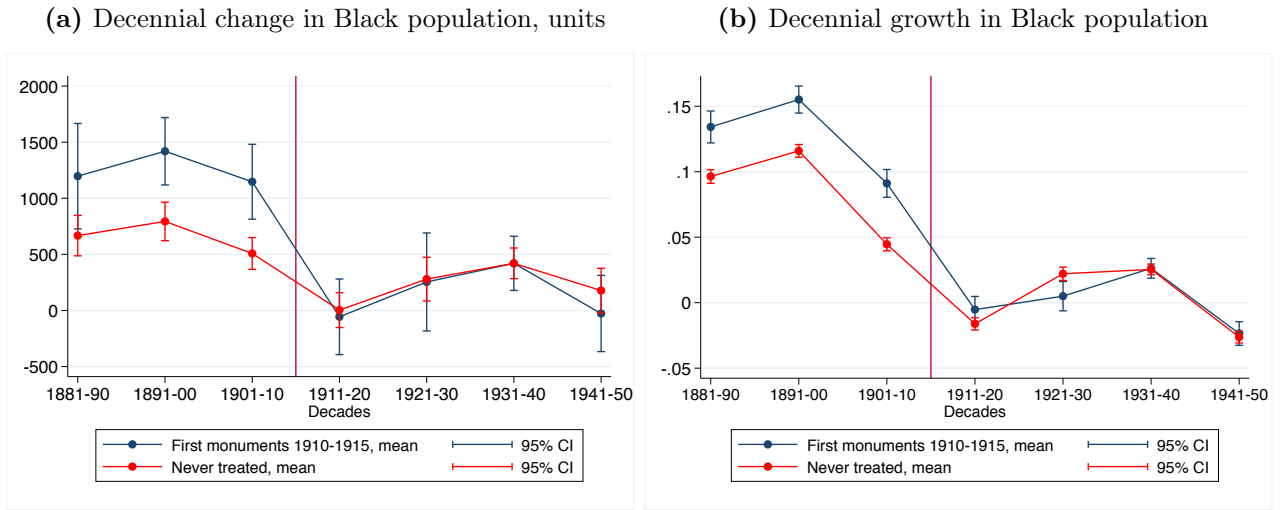 (a) Decennial change in Black population, units
2000
1500
1000
500
0
-500
1881-90 1891-00 1901-10 1911-20 1921-30 1931-40 1941-50
Decades
First monuments 1910-1915, mean 95% CI
Never treated, mean 95% CI
(b) Decennial growth in Black population
.15
.1
.05
0
-.05
1881-90 1891-00 1901-10 1911-20 1921-30 1931-40 1941-50
Decades
First monuments 1910-1915, mean 95% CI
Never treated, mean 95% CI